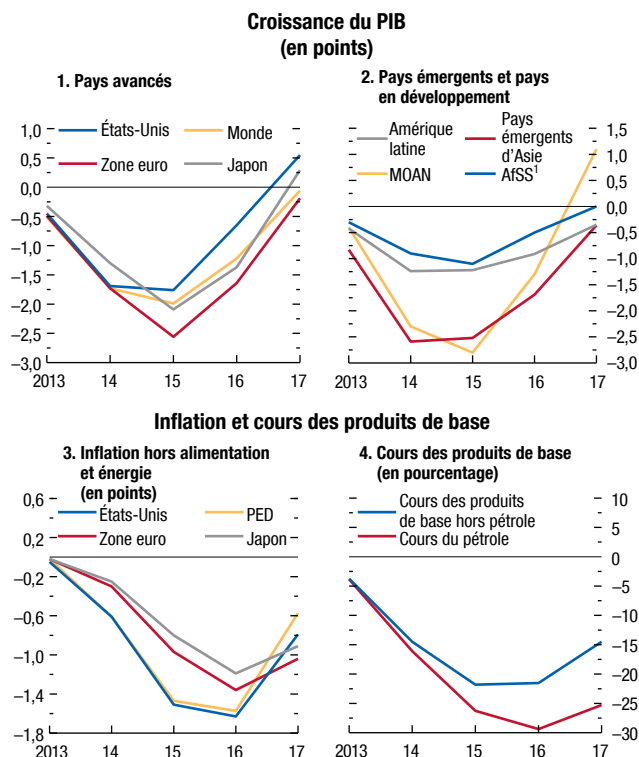 Croissance du PIB
(en points)
1. Pays avancés
États-Unis
Monde
Zone euro
Japon
1,0
0,5
0,0
–0,5
–1,0
–1,5
–2,0
–2,5
–3,0
2013 14 15 16 17
2. Pays émergents et pays
en développement
Amérique
latine
Pays
émergents
d'Asie
MOAN
AfSS1
1,5
1,0
0,5
0,0
–0,5
–1,0
–1,5
–2,0
–2,5
–3,0
2013 14 15 16 17
Inflation et cours des produits de base
3. Inflation hors alimentation
et énergie
(en points)
États-Unis
PED
Zone euro
Japon
0,6
0,2
–0,2
–0,6
–1,0
–1,4
–1,8
2013 14 15 16 17
4. Cours des produits de base
(en pourcentage)
Cours des produits
de base hors pétrole
Cours du pétrole
10
5
0
–5
–10
–15
–20
–25
–30
2013 14 15 16 17